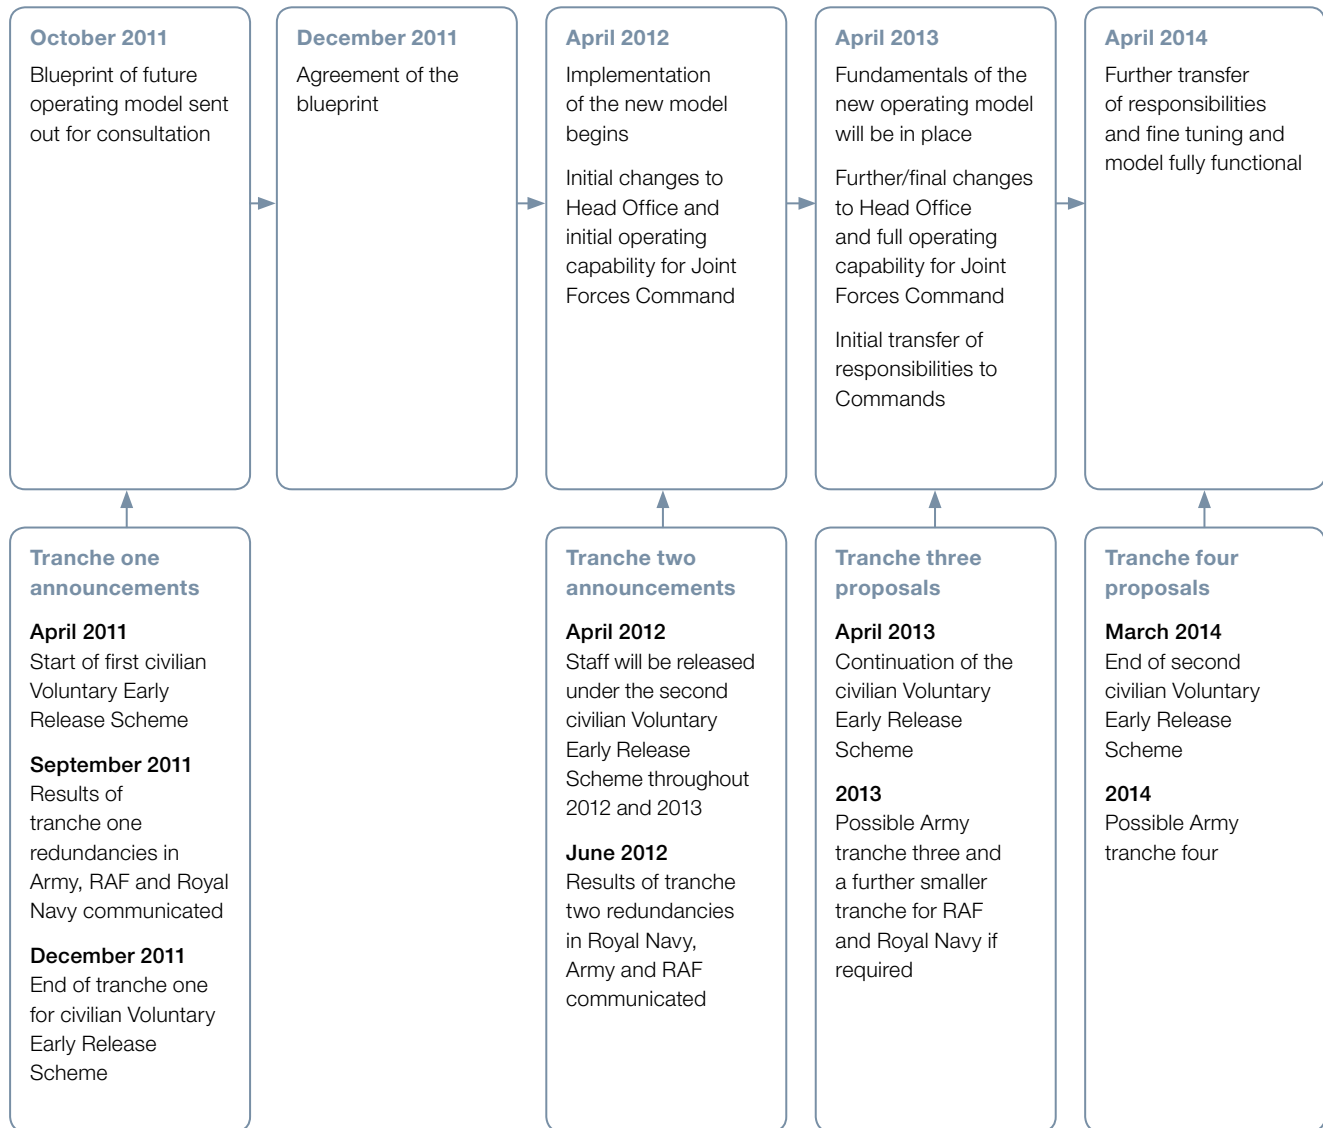 October 2011
Blueprint of future
operating model sent
out for consultation
December 2011
Agreement of the
blueprint
April 2012
Implementation
of the new model
begins
Initial changes to
Head Office and
initial operating
capability for Joint
Forces Command
April 2013
Fundamentals of the
new operating model
will be in place
Further/final changes
to Head Office
and full operating
capability for Joint
Forces Command
Initial transfer of
responsibilities to
Commands
April 2014
Further transfer
of responsibilities
and fine tuning and
model fully functional
Tranche one
announcements
April 2011
Start of first civilian
Voluntary Early
Release Scheme
September 2011
Results of
tranche one
redundancies in
Army, RAF and Royal
Navy communicated
December 2011
End of tranche one
for civilian Voluntary
Early Release
Scheme
Tranche two
announcements
April 2012
Staff will be released
under the second
civilian Voluntary
Early Release
Scheme throughout
2012 and 2013
June 2012
Results of tranche
two redundancies
in Royal Navy,
Army and RAF
communicated
Tranche three
proposals
April 2013
Continuation of the
civilian Voluntary
Early Release
Scheme
2013
Possible Army
tranche three and
a further smaller
tranche for RAF
and Royal Navy if
required
Tranche four
proposals
March 2014
End of second
civilian Voluntary
Early Release
Scheme
2014
Possible Army
tranche four